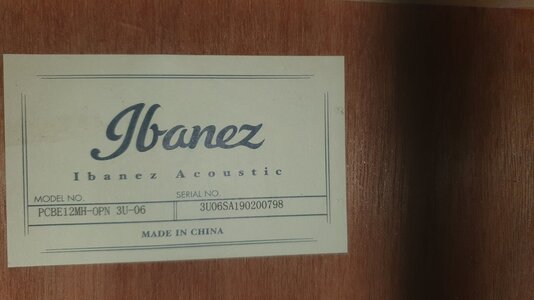 Ibanez
Ibanez Acoustic
MODEL NO. SERIAL NO.
PCBE12MH-OPN 3U-06 3U06SA190200798
MADE IN CHINA